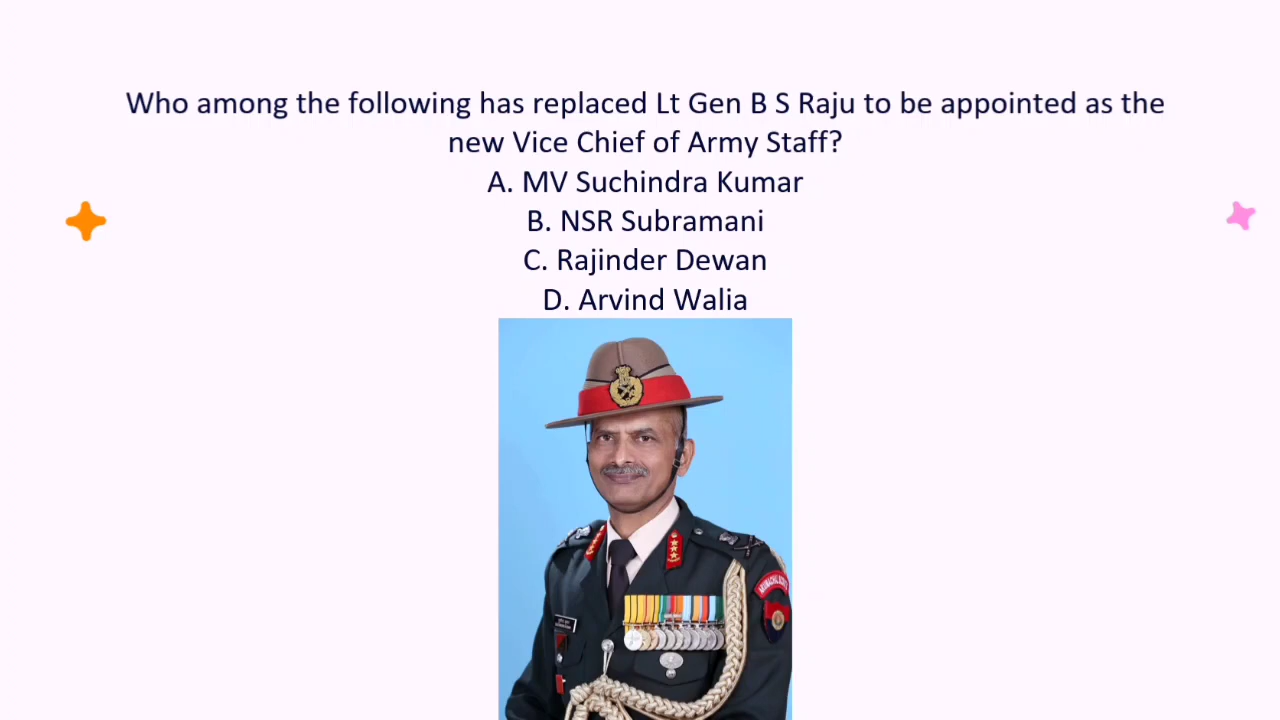 Who among the following has replaced Lt Gen B S Raju to be appointed as the
new Vice Chief of Army Staff?
A. MV Suchindra Kumar
B. NSR Subramani
C. Rajinder Dewan
D. Arvind Walia